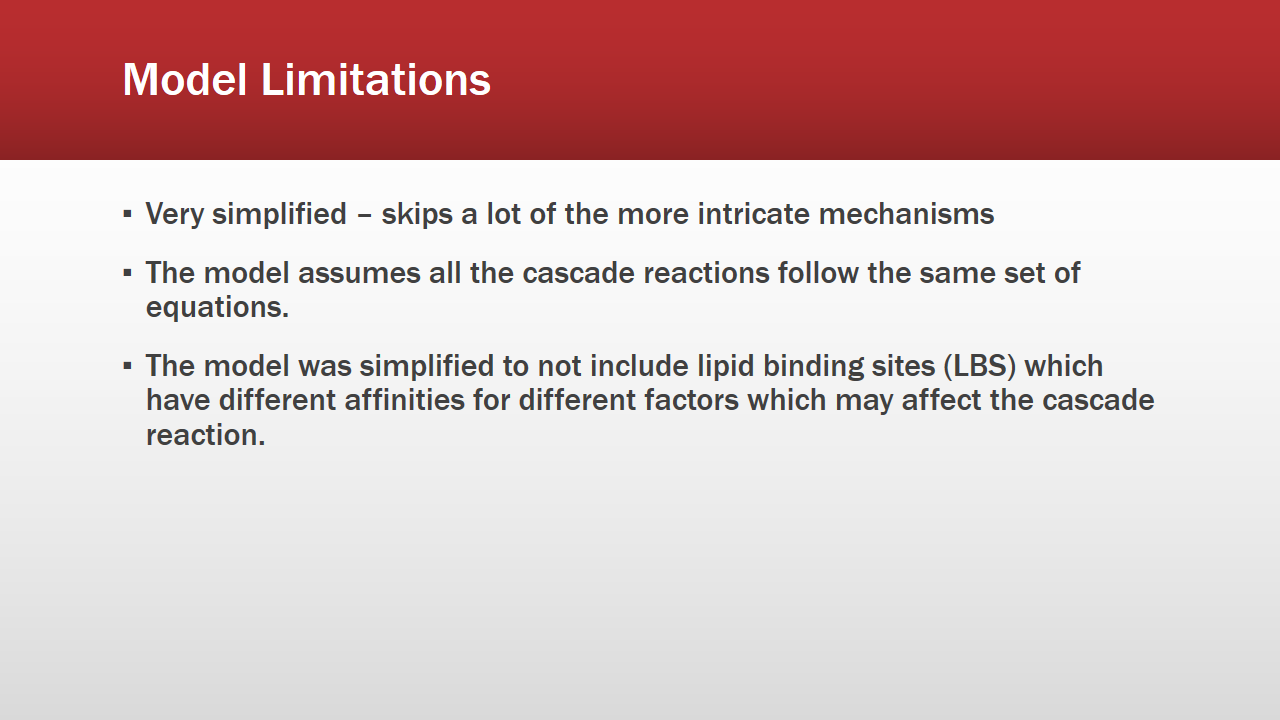 Model Limitations
▪ Very simplified – skips a lot of the more intricate mechanisms
▪ The model assumes all the cascade reactions follow the same set of
equations.
▪ The model was simplified to not include lipid binding sites (LBS) which
have different affinities for different factors which may affect the cascade
reaction.